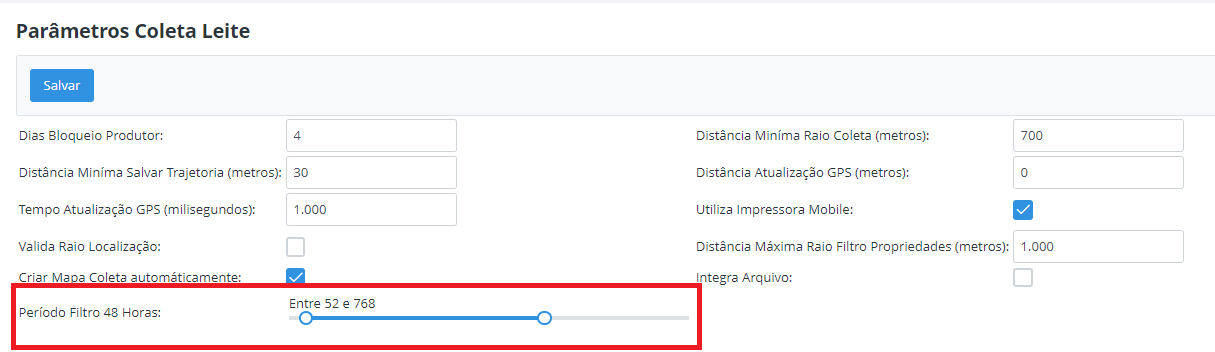 Parâmetros Coleta Leite
Salvar
Dias Bloqueio Produtor: 4 Distância Miníma Raio Coleta (metros): 700
Distância Miníma Salvar Trajetoria (metros): 30 Distância Atualização GPS (metros): 0
Tempo Atualização GPS (milisegundos): 1.000 Utiliza Impressora Mobile:
Valida Raio Localização: Distância Máxima Raio Filtro Propriedades (metros): 1.000
Criar Mapa Coleta automáticamente: Integra Arquivo:
Entre 52 e 768
Período Filtro 48 Horas: